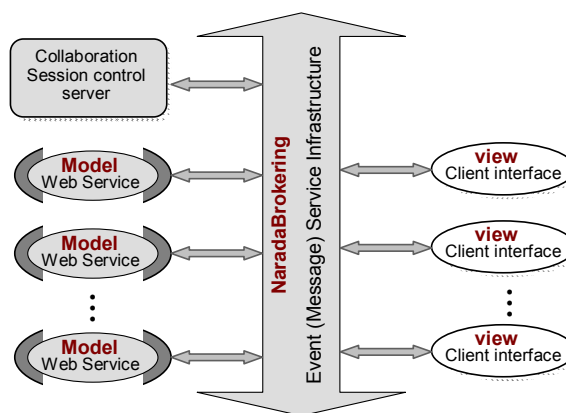 Collaboration
Session control
server
Model
Web Service
Model
Web Service
Model
Web Service
NaradaBrokering
Event (Message) Service Infrastructure
view
Client interface
view
Client interface
view
Client interface